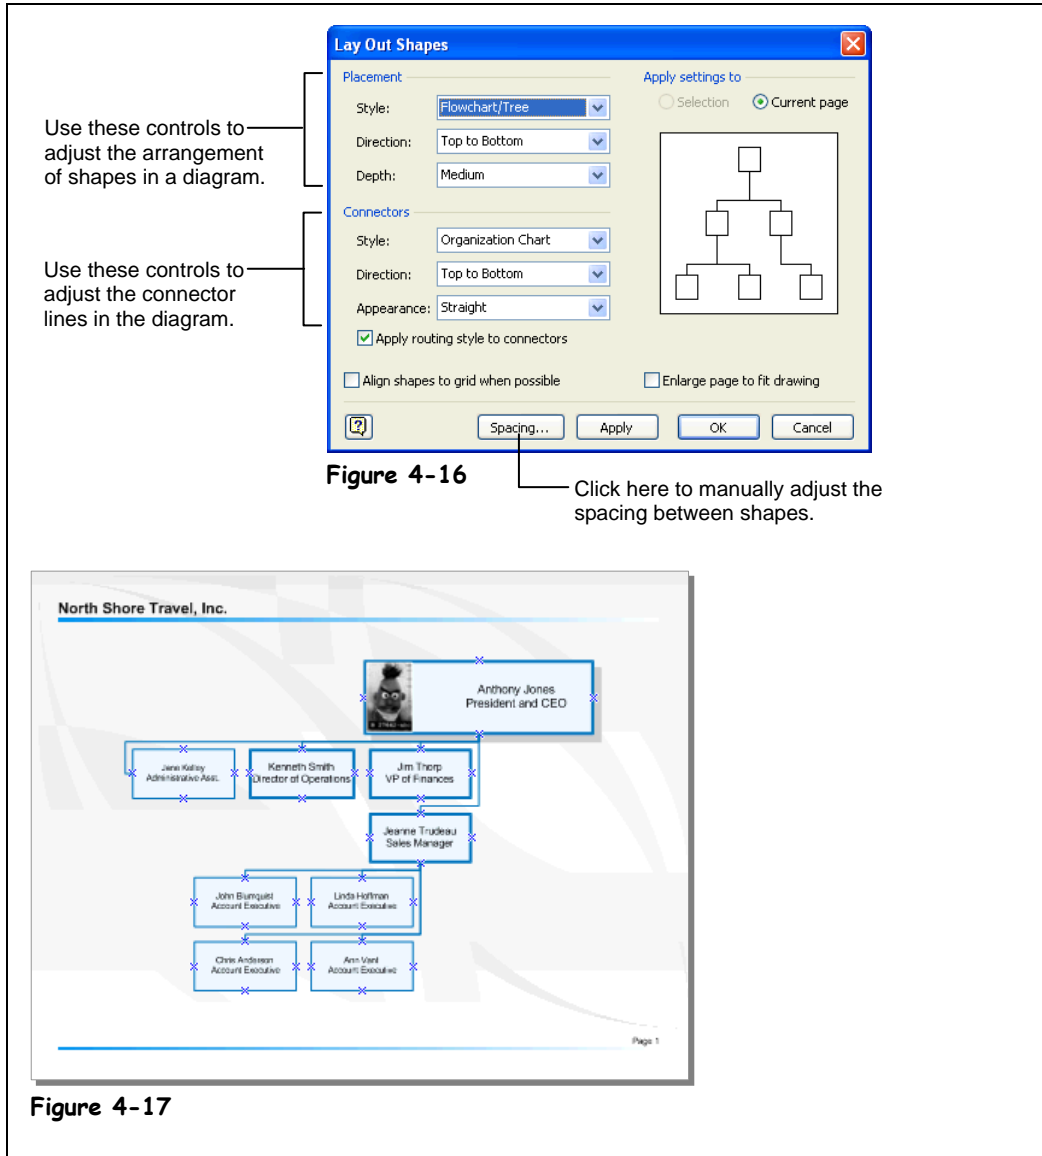 Lay Out Shapes
Placement
Style: Flowchart/Tree
Direction: Top to Bottom
Depth: Medium
Connectors
Style: Organization Chart
Direction: Top to Bottom
Appearance: Straight
Apply routing style to connectors
Align shapes to grid when possible
Apply settings to
Selection Current page
Enlarge page to fit drawing
Spacing... Apply OK Cancel
Use these controls to
adjust the arrangement
of shapes in a diagram.
Use these controls to
adjust the connector
lines in the diagram.
Figure 4-16
Click here to manually adjust the
spacing between shapes.
North Shore Travel, Inc.
Anthony Jones
President and CEO
Jane Kelley
Administrative Asst.
Kenneth Smith
Director of Operations
Jim Thorp
VP of Finances
Jeanne Trudeau
Sales Manager
John
Account Executive
Linda Hoffman
Account Executive
Chris Anderson
Account Executive
Ann
Account Executive
Page 1
Figure 4-17